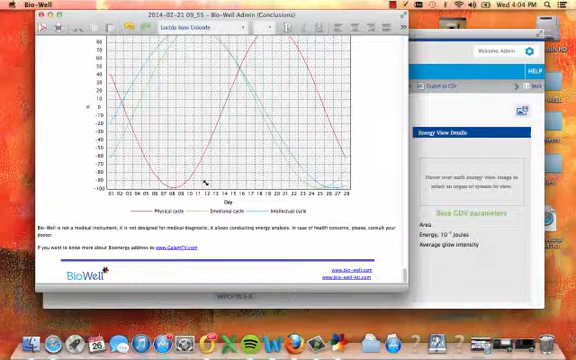 Bio-Well
Wed 4:04 PM
2014-02-21 09_55 - Bio-Well Admin (Conclusions)
Lucida Sans Unicode
Welcome, Admin
HELP
Export to CSV
Energy View Details
Hover over each energy view image to
select an organ or system to view it
Base GDV parameters
Area
Energy, 10⁻² Joules
Average glow intensity
80
70
60
50
40
30
20
10
0
-10
-20
-30
-40
-50
-60
-70
-80
-90
-100
%
01 02 03 04 05 06 07 08 09 10 11 12 13 14 15 16 17 18 19 20 21 22 23 24 25 26 27 28
Day
Physical cycle Emotional cycle Intellectual cycle
Bio-Well is not a medical instrument, it is not designed for medical diagnostic, it allows conducting energy analysis. In case of health concerns, please, consult your
doctor.
If you want to know more about Bioenergy address to www.GaiamTV.com
BioWell
www.bio-well.com
26